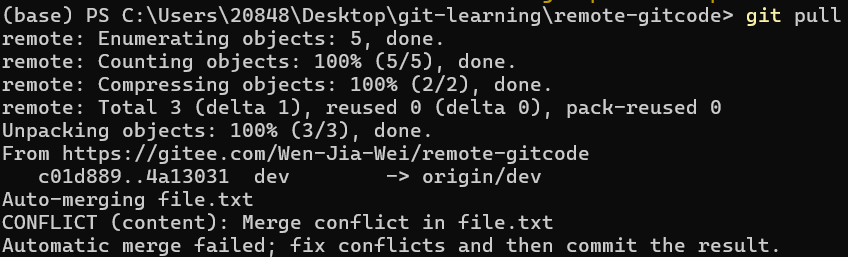 (base) PS C:\Users\20848\Desktop\git-learning\remote-gitcode> git pull
remote: Enumerating objects: 5, done.
remote: Counting objects: 100% (5/5), done.
remote: Compressing objects: 100% (2/2), done.
remote: Total 3 (delta 1), reused 0 (delta 0), pack-reused 0
Unpacking objects: 100% (3/3), done.
From https://gitee.com/Wen-Jia-Wei/remote-gitcode
   c01d889..4a13031  dev        -> origin/dev
Auto-merging file.txt
CONFLICT (content): Merge conflict in file.txt
Automatic merge failed; fix conflicts and then commit the result.